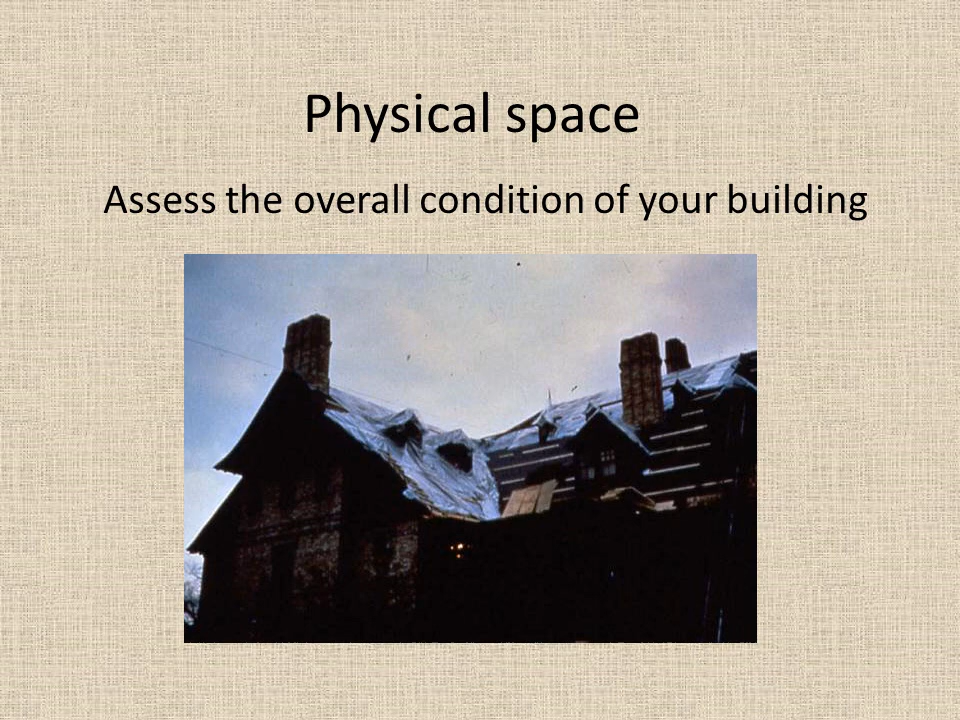 Physical space
Assess the overall condition of your building